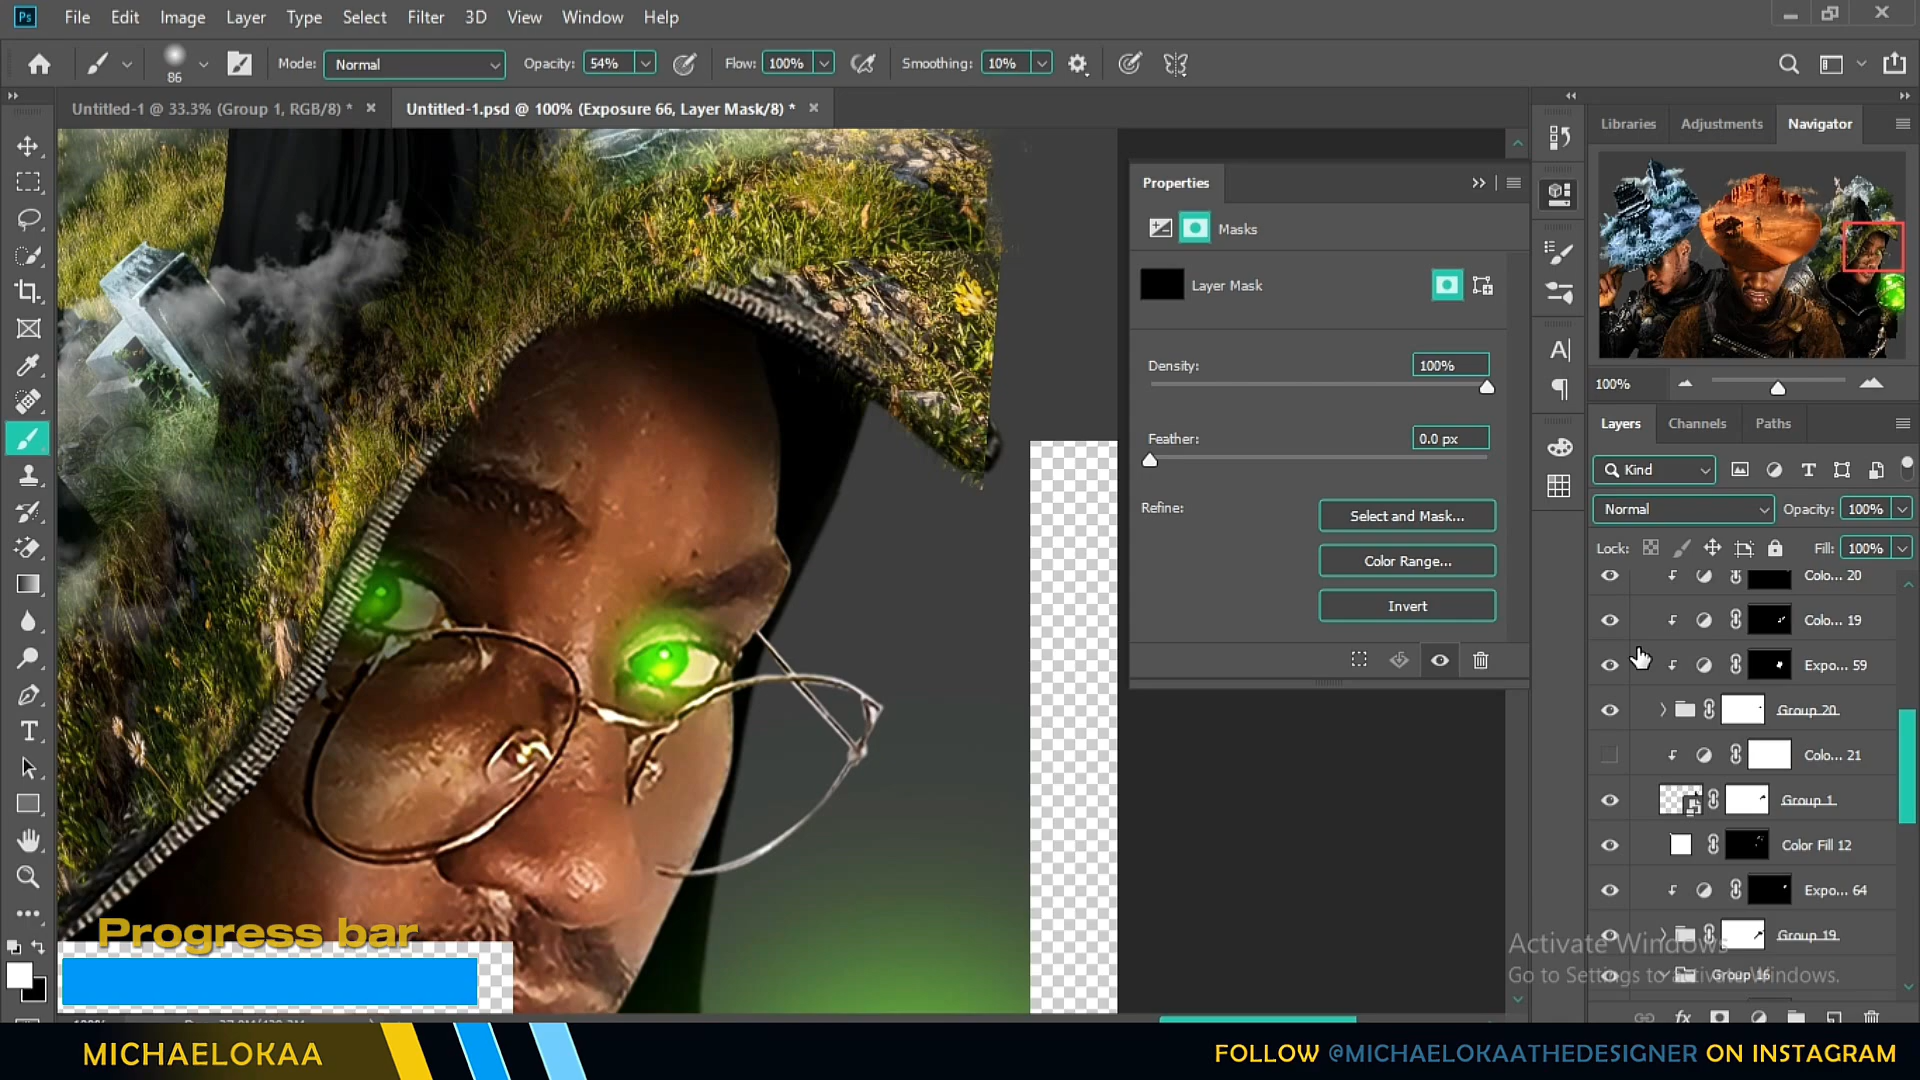 Ps
File Edit Image Layer Type Select Filter 3D View Window Help
86
Mode: Normal
Opacity: 54%
Flow: 100%
Smoothing: 10%
Untitled-1 @ 33.3% (Group 1, RGB/8) *
Untitled-1.psd @ 100% (Exposure 66, Layer Mask/8) *
Properties
Masks
Layer Mask
Density: 100%
Feather: 0.0 px
Refine:
Select and Mask...
Color Range...
Invert
Libraries Adjustments Navigator
100%
Layers Channels Paths
Kind
Normal
Opacity: 100%
Lock:
Fill: 100%
Colo... 20
Colo... 19
Expo... 59
Group 20
Colo... 21
Group 1
Color Fill 12
Expo... 64
Group 19
Group 16
Activate Windows
Go to Settings to activate Windows.
Progress bar
MICHAELOKAA
FOLLOW @MICHAELOKAATHEDESIGNER ON INSTAGRAM